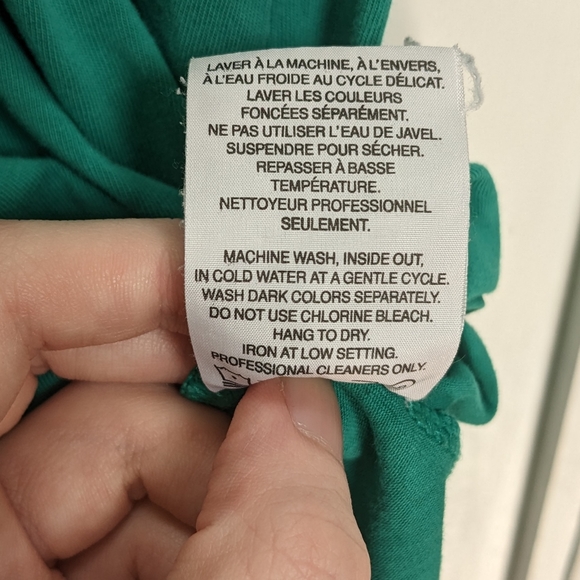 LAVER À LA MACHINE, À L'ENVERS,
À L'EAU FROIDE AU CYCLE DÉLICAT.
LAVER LES COULEURS
FONCÉES SÉPARÉMENT.
NE PAS UTILISER L'EAU DE JAVEL.
SUSPENDRE POUR SÉCHER.
REPASSER À BASSE
TEMPÉRATURE.
NETTOYEUR PROFESSIONNEL
SEULEMENT.
MACHINE WASH, INSIDE OUT,
IN COLD WATER AT A GENTLE CYCLE.
WASH DARK COLORS SEPARATELY.
DO NOT USE CHLORINE BLEACH.
HANG TO DRY.
IRON AT LOW SETTING.
PROFESSIONAL CLEANERS ONLY.